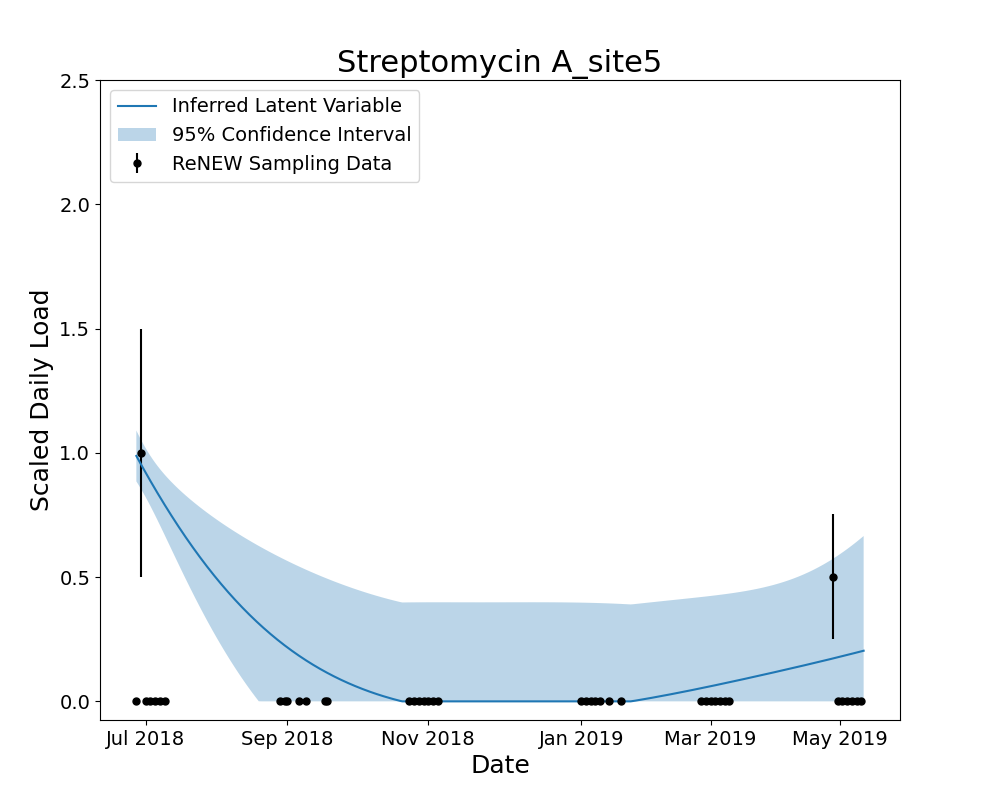 Streptomycin A_site5
2.5
2.0
1.5
1.0
0.5
0.0
Scaled Daily Load
Inferred Latent Variable
95% Confidence Interval
ReNEW Sampling Data
Jul 2018 Sep 2018 Nov 2018 Jan 2019 Mar 2019 May 2019
Date